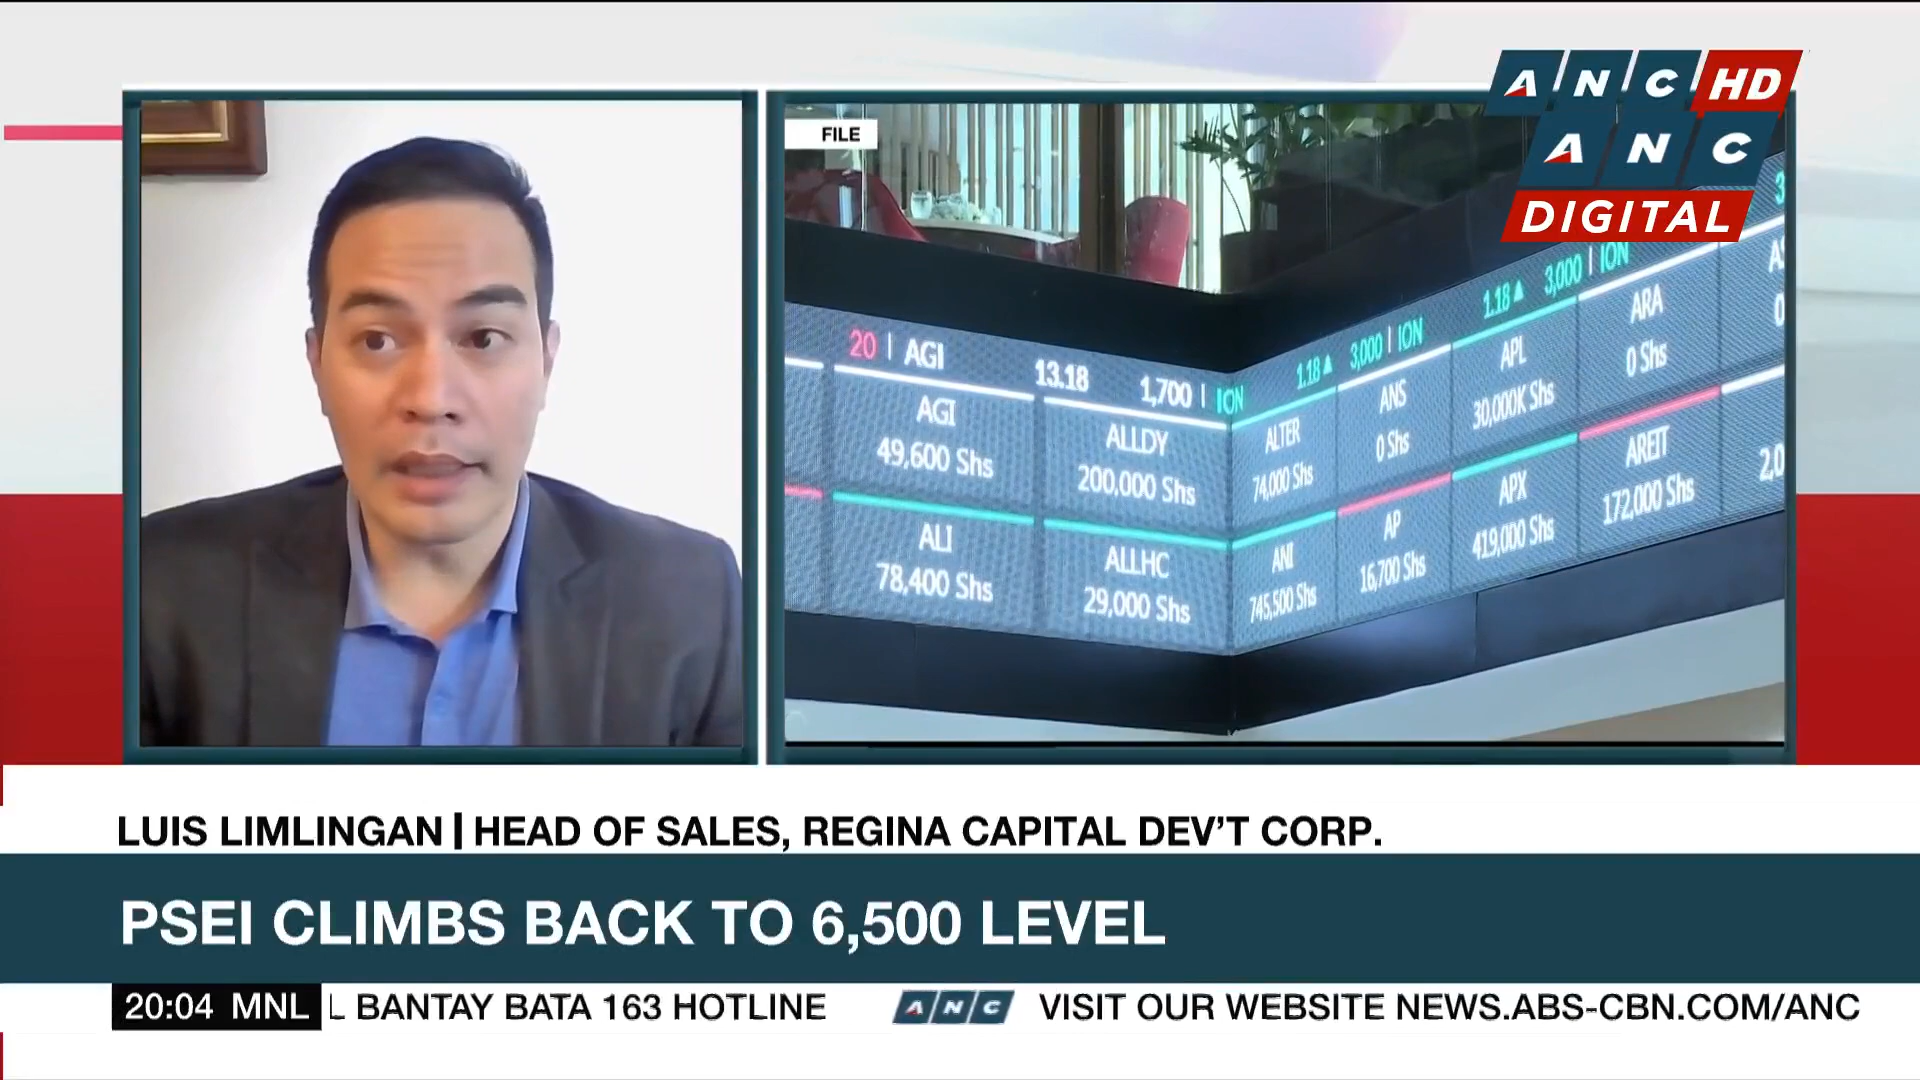 ANC HD
ANC
DIGITAL
FILE
20 | AGI 13.18 1,700 | ION 1.18▲ 3,000 | ION 1.18▲ 3,000 | ION
AGI
49,600 Shs
ALLDY
200,000 Shs
ALTER
74,000 Shs
ANS
0 Shs
APL
30,000K Shs
ARA
0 Shs
ALI
78,400 Shs
ALLHC
29,000 Shs
ANI
745,500 Shs
AP
16,700 Shs
APX
419,000 Shs
AREIT
172,000 Shs
LUIS LIMLINGAN | HEAD OF SALES, REGINA CAPITAL DEV'T CORP.
PSEI CLIMBS BACK TO 6,500 LEVEL
20:04 MNL L BANTAY BATA 163 HOTLINE ANC VISIT OUR WEBSITE NEWS.ABS-CBN.COM/ANC